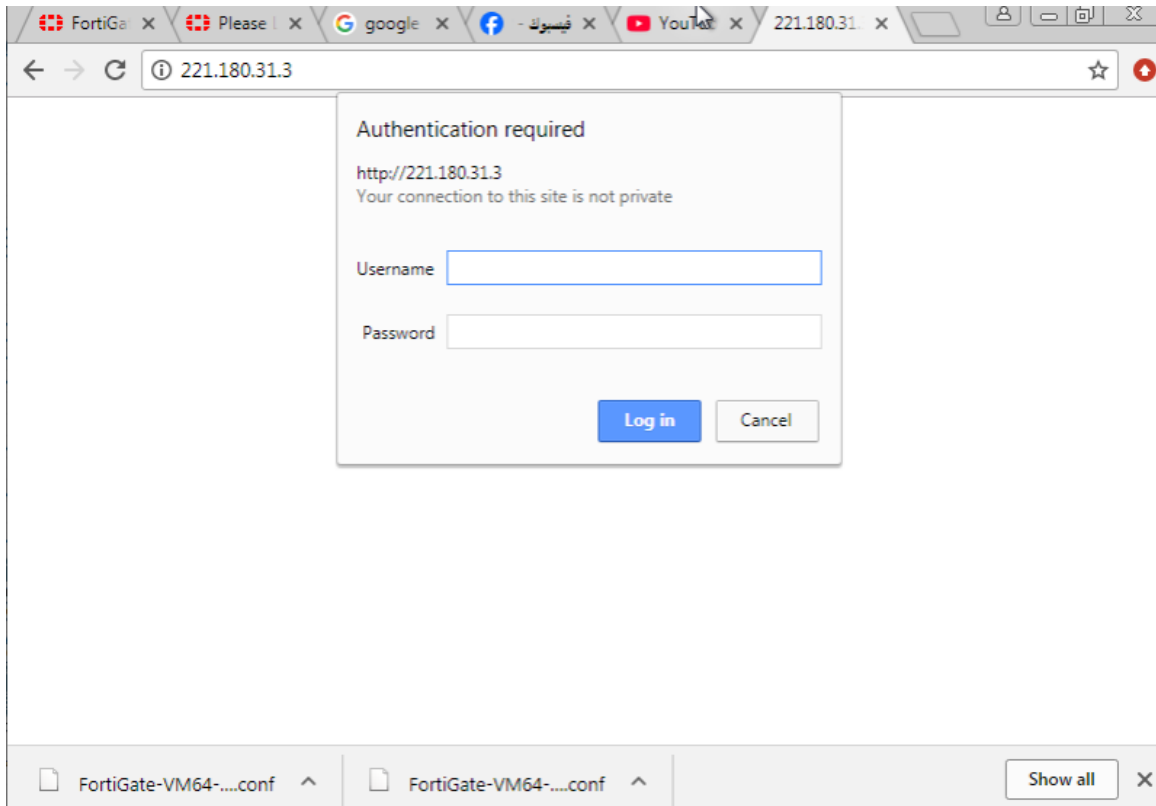 FortiGa
Please L
google
فيسبوك -
YouTub
221.180.31.
221.180.31.3
Authentication required
http://221.180.31.3
Your connection to this site is not private
Username
Password
Log in
Cancel
FortiGate-VM64-....conf
FortiGate-VM64-....conf
Show all